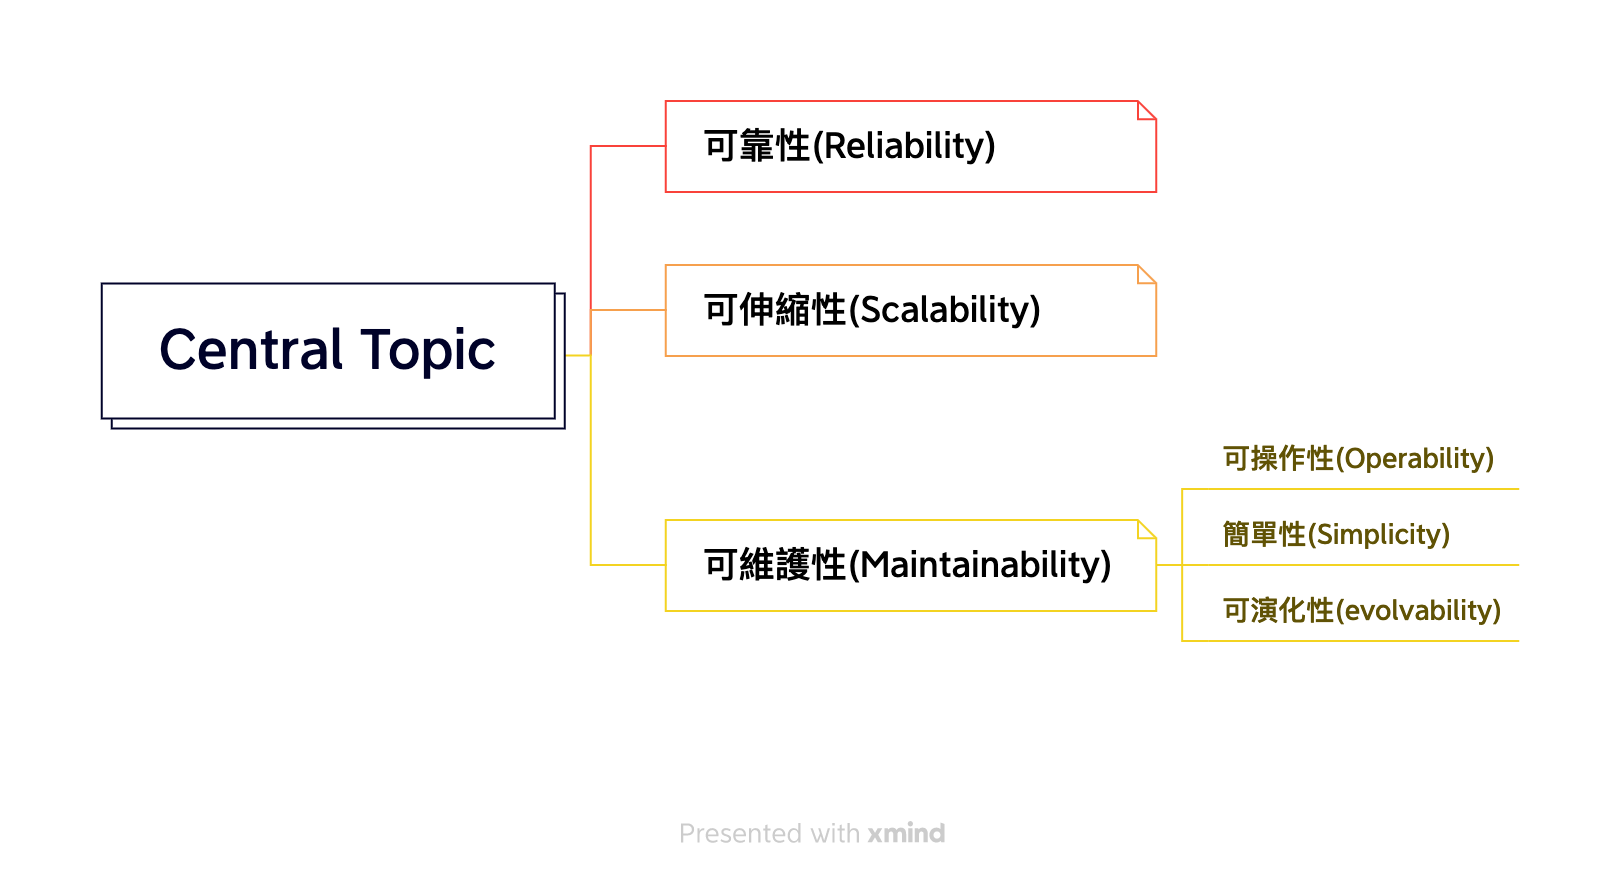 Central Topic
可靠性(Reliability)
可伸縮性(Scalability)
可維護性(Maintainability)
可操作性(Operability)
簡單性(Simplicity)
可演化性(evolvability)
Presented with xmind